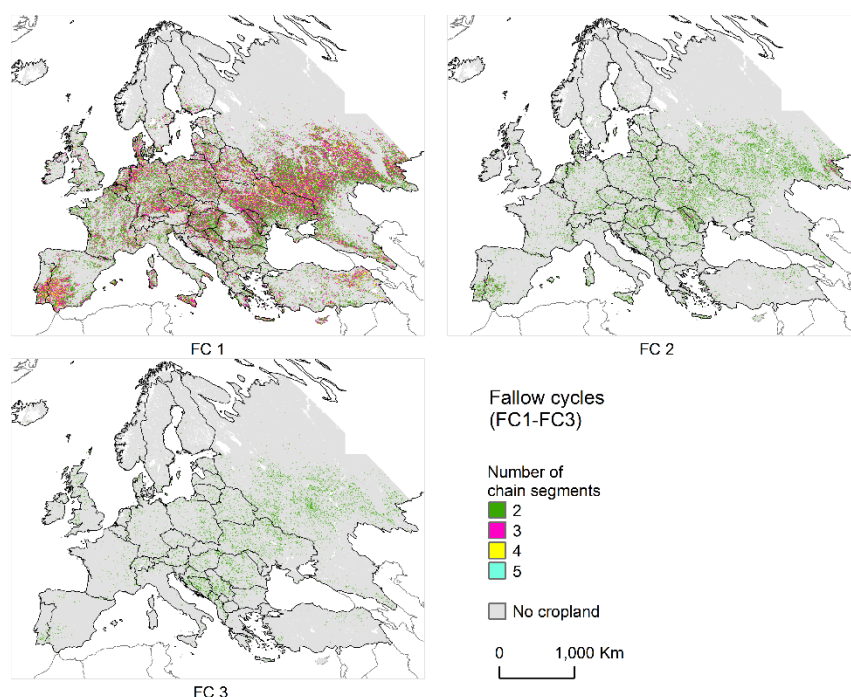 FC 1
FC 2
FC 3
Fallow cycles
(FC1-FC3)
Number of
chain segments
2
3
4
5
No cropland
0 1,000 Km